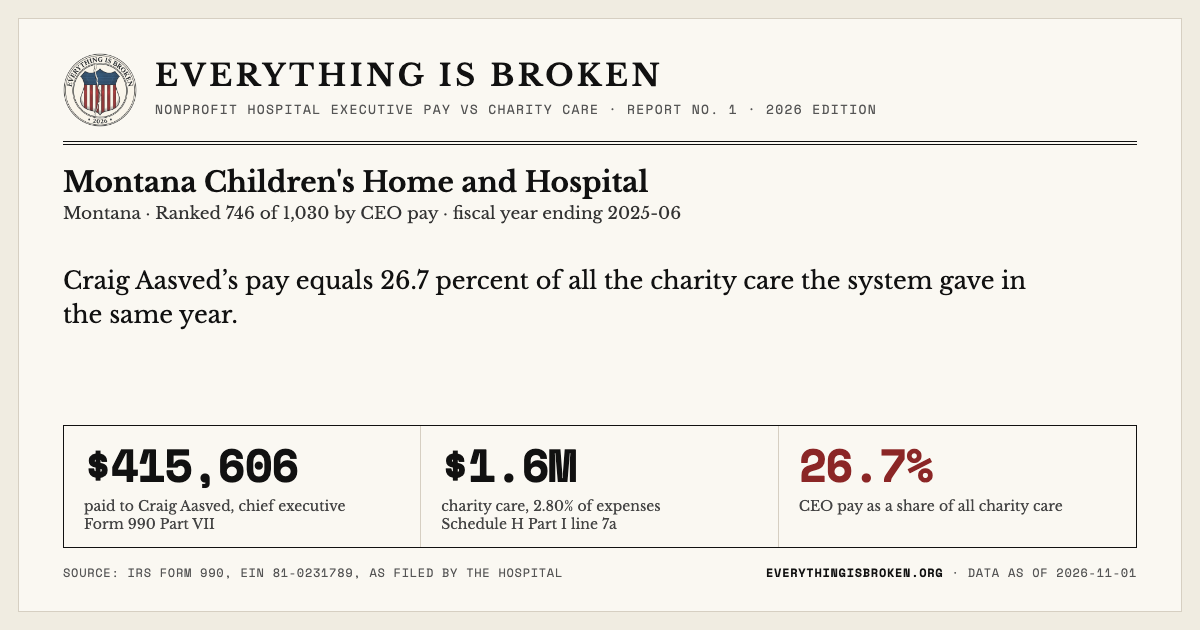 EVERYTHING IS BROKEN
2026
EVERYTHING IS BROKEN
NONPROFIT HOSPITAL EXECUTIVE PAY VS CHARITY CARE · REPORT NO. 1 · 2026 EDITION
Montana Children's Home and Hospital
Montana · Ranked 746 of 1,030 by CEO pay · fiscal year ending 2025-06
Craig Aasved’s pay equals 26.7 percent of all the charity care the system gave in
the same year.
$415,606
paid to Craig Aasved, chief executive
Form 990 Part VII
$1.6M
charity care, 2.80% of expenses
Schedule H Part I line 7a
26.7%
CEO pay as a share of all charity care
SOURCE: IRS FORM 990, EIN 81-0231789, AS FILED BY THE HOSPITAL
EVERYTHINGISBROKEN.ORG · DATA AS OF 2026-11-01